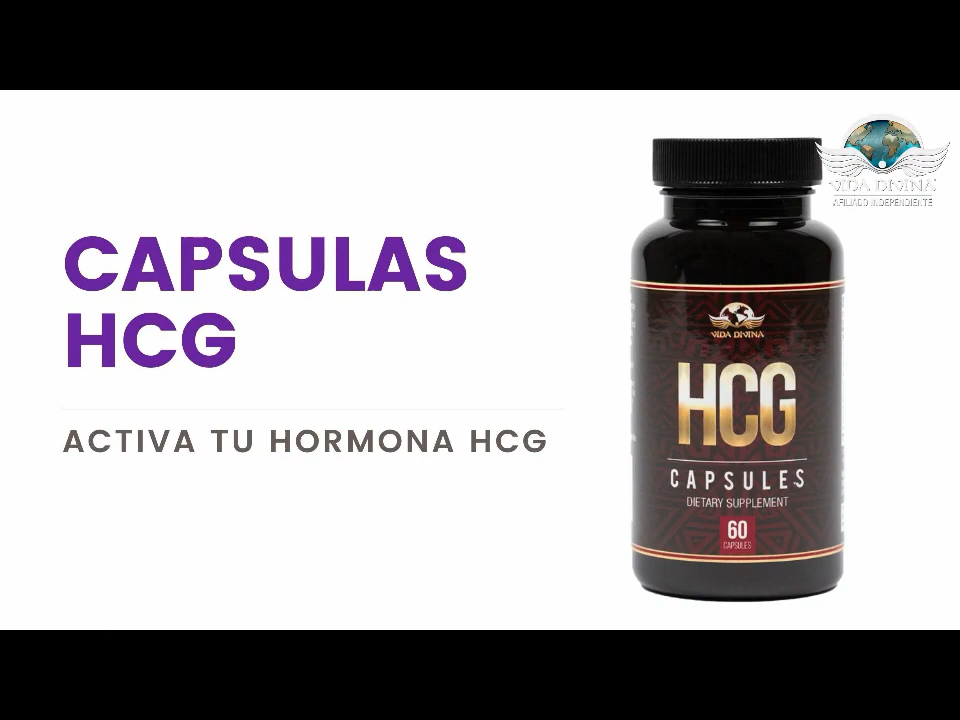 CAPSULAS
HCG
ACTIVA TU HORMONA HCG
VIDA DIVINA
AFILIADO INDEPENDIENTE
VIDA DIVINA
HCG
CAPSULES
DIETARY SUPPLEMENT
60
CAPSULES